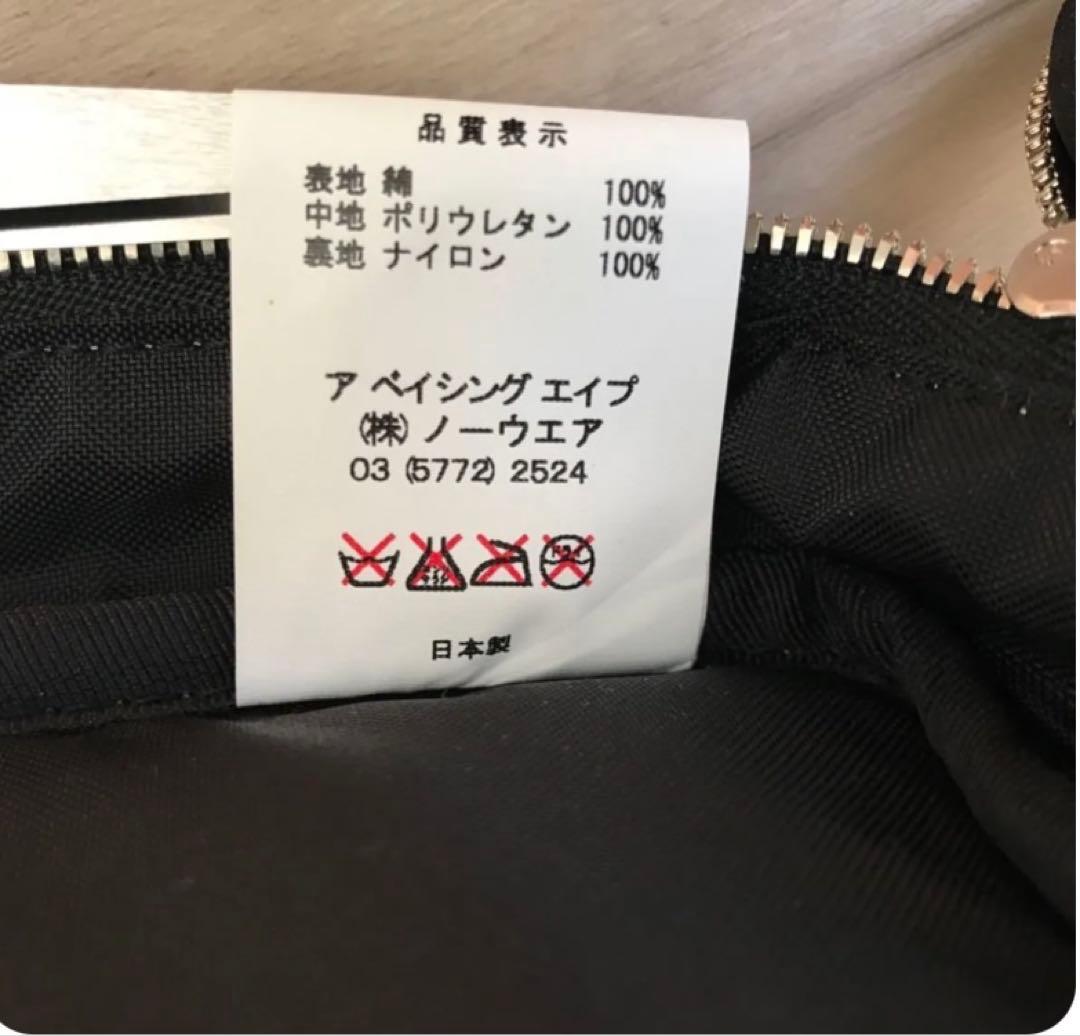 品質表示
表地 綿 100%
中地 ポリウレタン 100%
裏地 ナイロン 100%
ア ベイシング エイプ
(株) ノーウエア
03 (5772) 2524
日本製